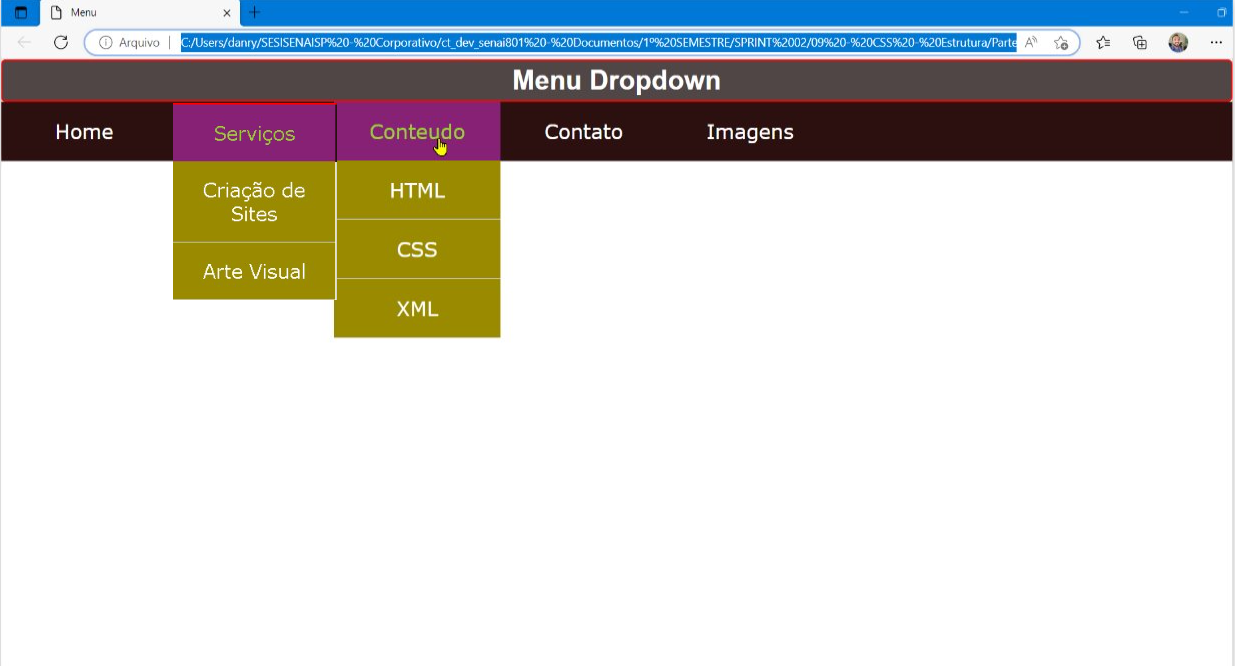 Menu
Arquivo
C:/Users/danry/SESISENAISP%20-%20Corporativo/ct_dev_senai801%20-%20Documentos/1º%20SEMESTRE/SPRINT%2002/09%20-%20CSS%20-%20Estrutura/Parte
Menu Dropdown
Home
Serviços
Conteudo
Contato
Imagens
Criação de
Sites
Arte Visual
HTML
CSS
XML